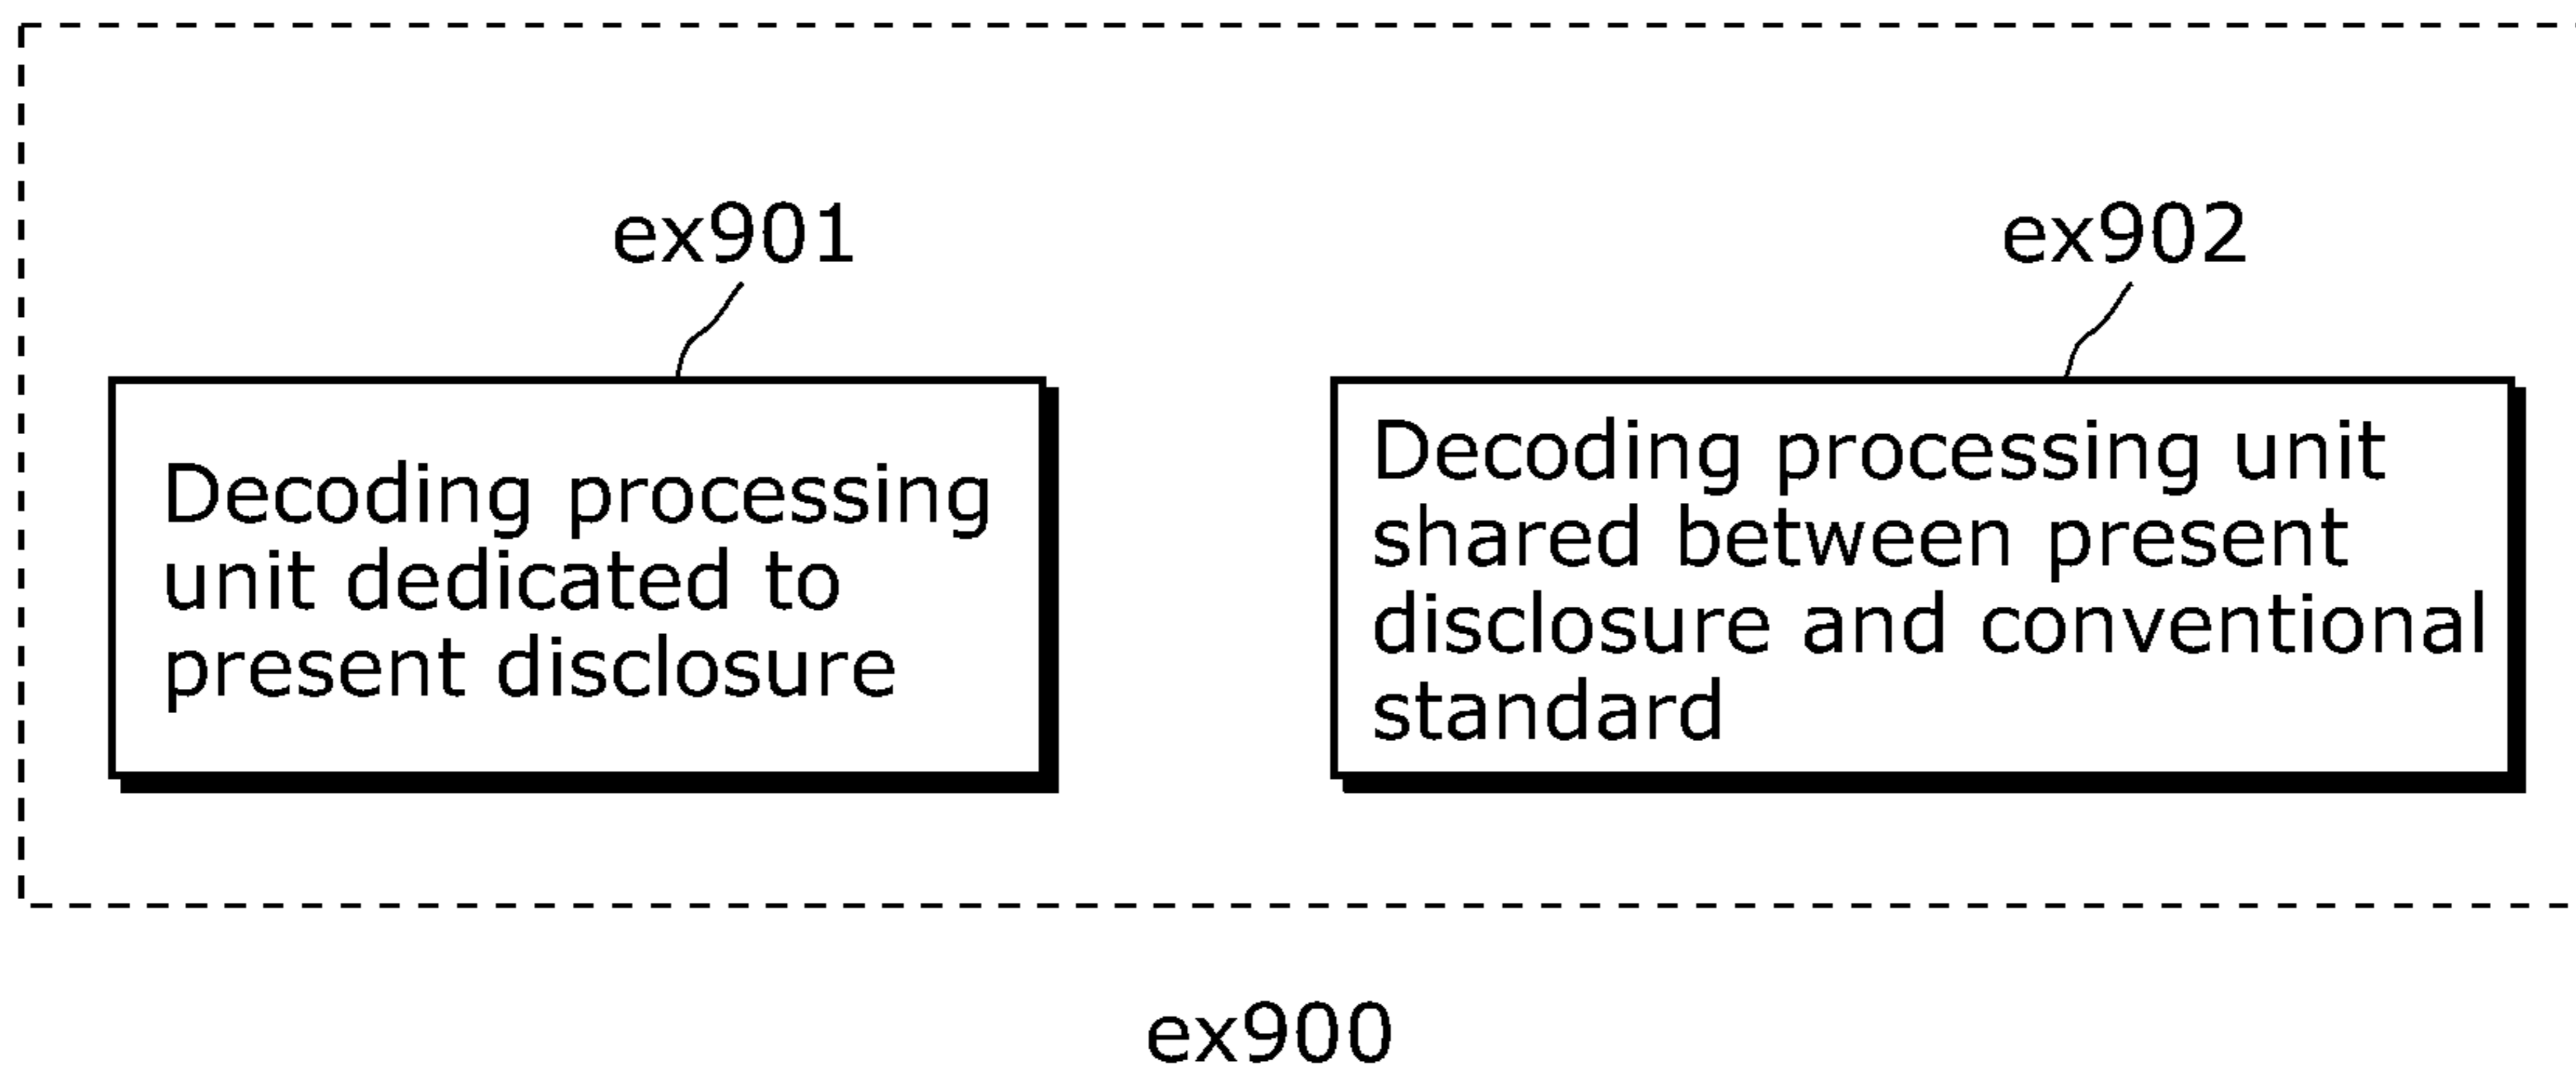 ex901
ex902
Decoding processing
unit dedicated to
present disclosure
Decoding processing unit
shared between present
disclosure and conventional
standard
ex900